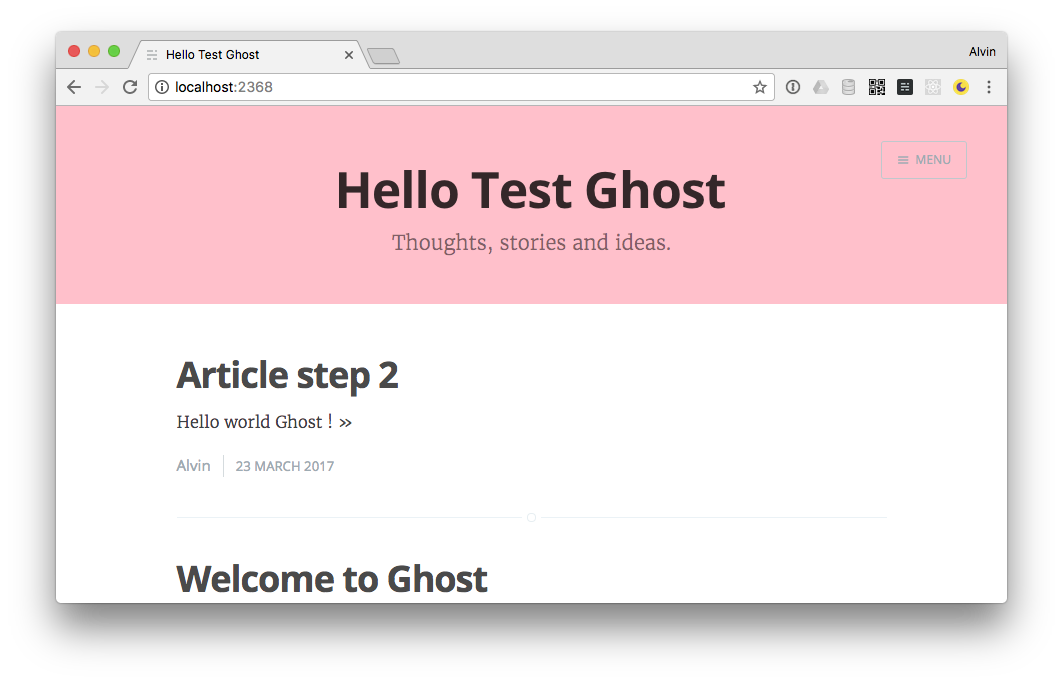 Hello Test Ghost
Alvin
localhost:2368
MENU
Hello Test Ghost
Thoughts, stories and ideas.
Article step 2
Hello world Ghost ! »
Alvin 23 MARCH 2017
Welcome to Ghost